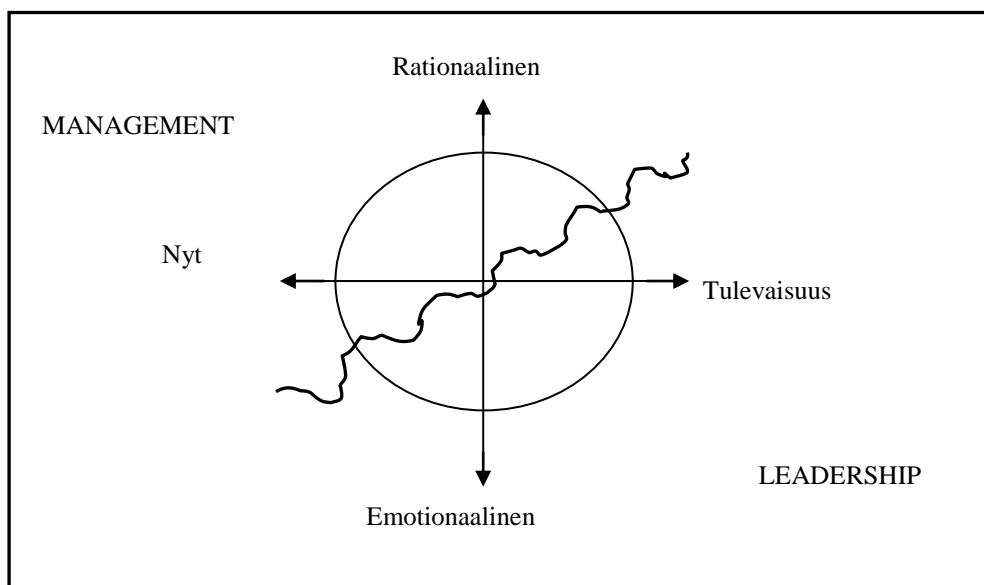 Rationaalinen
MANAGEMENT
Nyt
Tulevaisuus
LEADERSHIP
Emotionaalinen